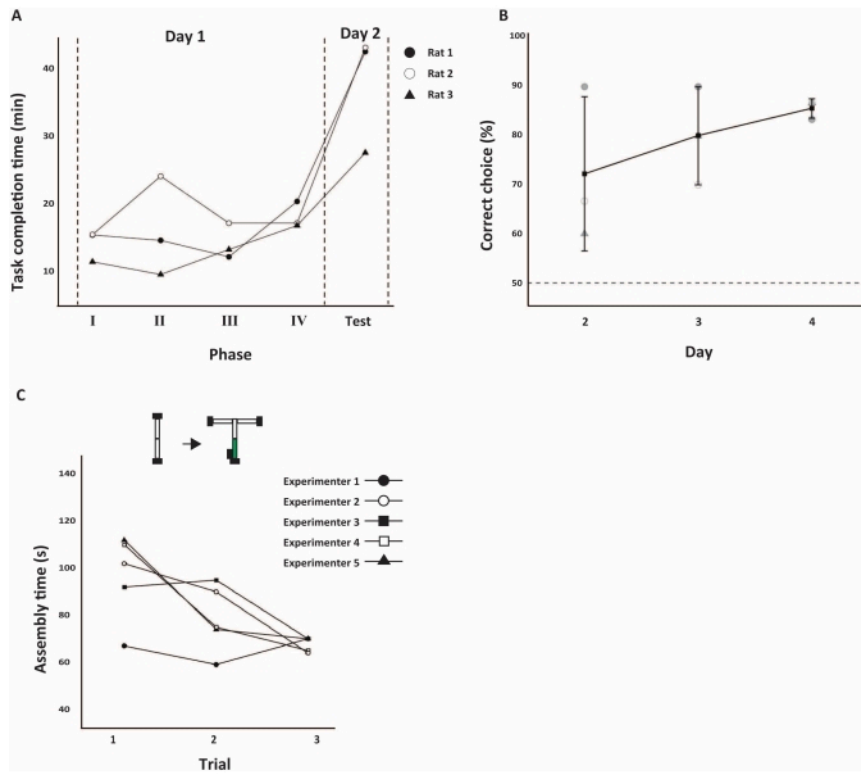 A
Day 1
Day 2
Task completion time (min)
40
30
20
10
I II III IV Test
Phase
Rat 1
Rat 2
Rat 3
B
Correct choice (%)
100
90
80
70
60
50
2 3 4
Day
C
Assembly time (s)
140
120
100
80
60
40
1 2 3
Trial
Experimenter 1
Experimenter 2
Experimenter 3
Experimenter 4
Experimenter 5